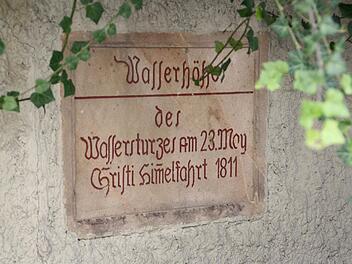 Wasserhöhe
des
Wassersturzes am 23. May
Christi Himelfahrt 1811